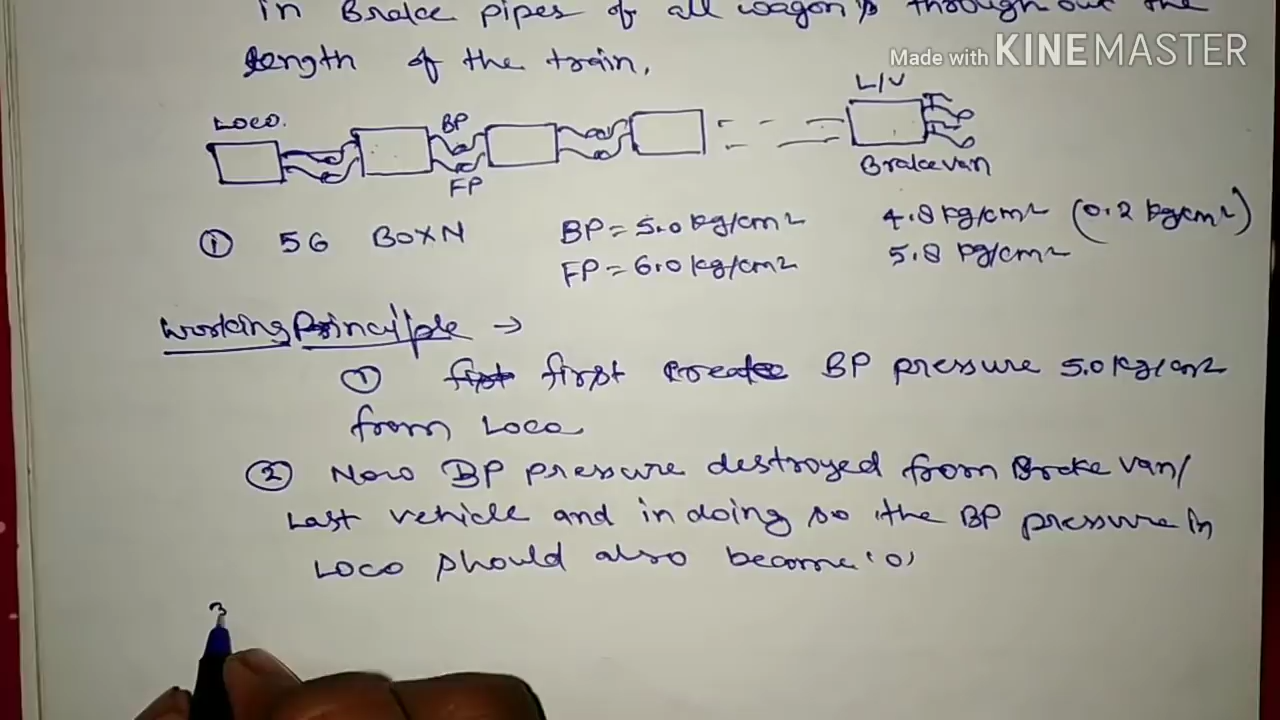 in Brake pipes of all wagons throughout the
Made with KINEMASTER
length of the train.
LOCO.
BP
FP
L/V
Brakevan
① 56 BOXN BP = 5.0 kg/cm2 4.8 kg/cm2 (0.2 kg/cm2)
FP = 6.0 kg/cm2 5.8 kg/cm2
Working Principle →
① first create BP pressure 5.0 kg/cm2
from Loco
② Now BP pressure destroyed from Brake van/
Last vehicle and in doing so the BP pressure in
Loco should also become '0'
3